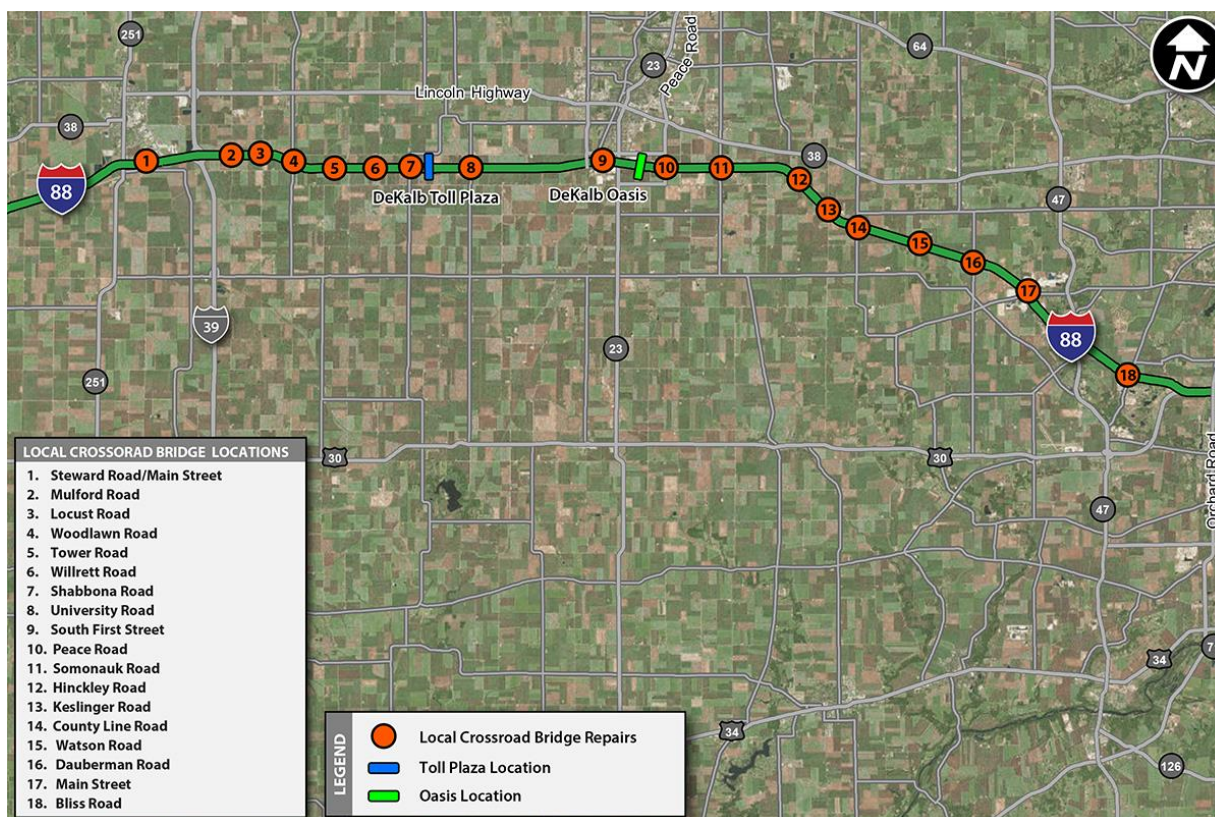 251
64
N
23
Peace Road
Lincoln Highway
38
38
1
2
3
4
5
6
7
8
9
10
11
12
13
14
15
16
17
18
88
DeKalb Toll Plaza
DeKalb Oasis
47
39
23
88
251
30
30
47
Orchard Road
34
34
7
126
LOCAL CROSSORAD BRIDGE LOCATIONS
1. Steward Road/Main Street
2. Mulford Road
3. Locust Road
4. Woodlawn Road
5. Tower Road
6. Willrett Road
7. Shabbona Road
8. University Road
9. South First Street
10. Peace Road
11. Somonauk Road
12. Hinckley Road
13. Keslinger Road
14. County Line Road
15. Watson Road
16. Dauberman Road
17. Main Street
18. Bliss Road
LEGEND
Local Crossroad Bridge Repairs
Toll Plaza Location
Oasis Location